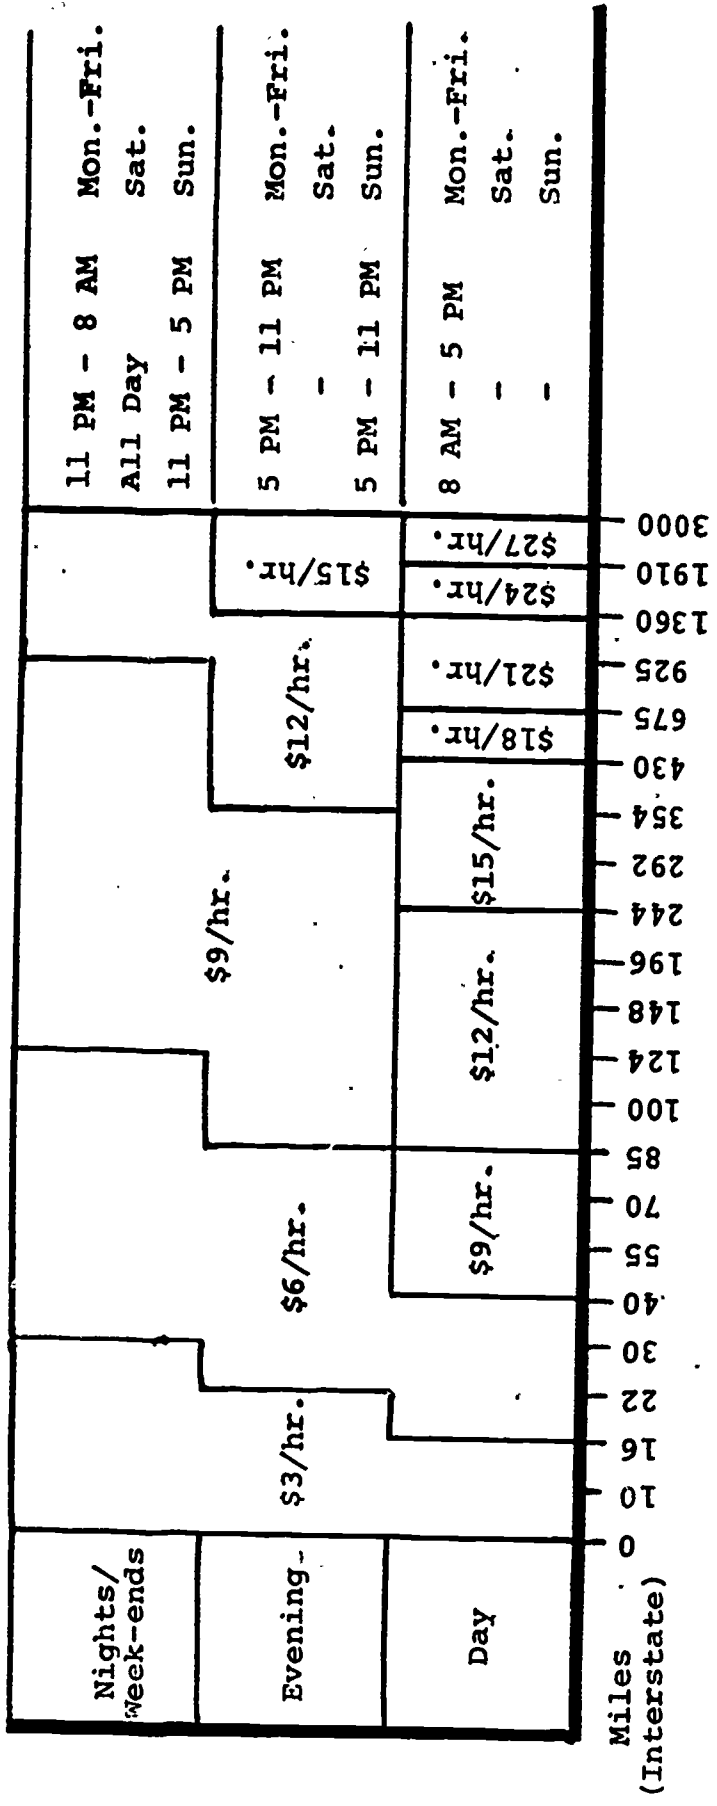 Nights/
Week-ends
11 PM - 8 AM Mon.-Fri.
All Day Sat.
11 PM - 5 PM Sun.
Evening
5 PM - 11 PM Mon.-Fri.
- Sat.
5 PM - 11 PM Sun.
Day
8 AM - 5 PM Mon.-Fri.
- Sat.
- Sun.
$3/hr.
$6/hr.
$9/hr.
$12/hr.
$15/hr.
$9/hr.
$12/hr.
$15/hr.
$18/hr.
$21/hr.
$24/hr.
$27/hr.
Miles
(Interstate)
0
10
16
22
30
40
55
70
85
100
124
148
196
244
292
354
430
675
925
1360
1910
3000